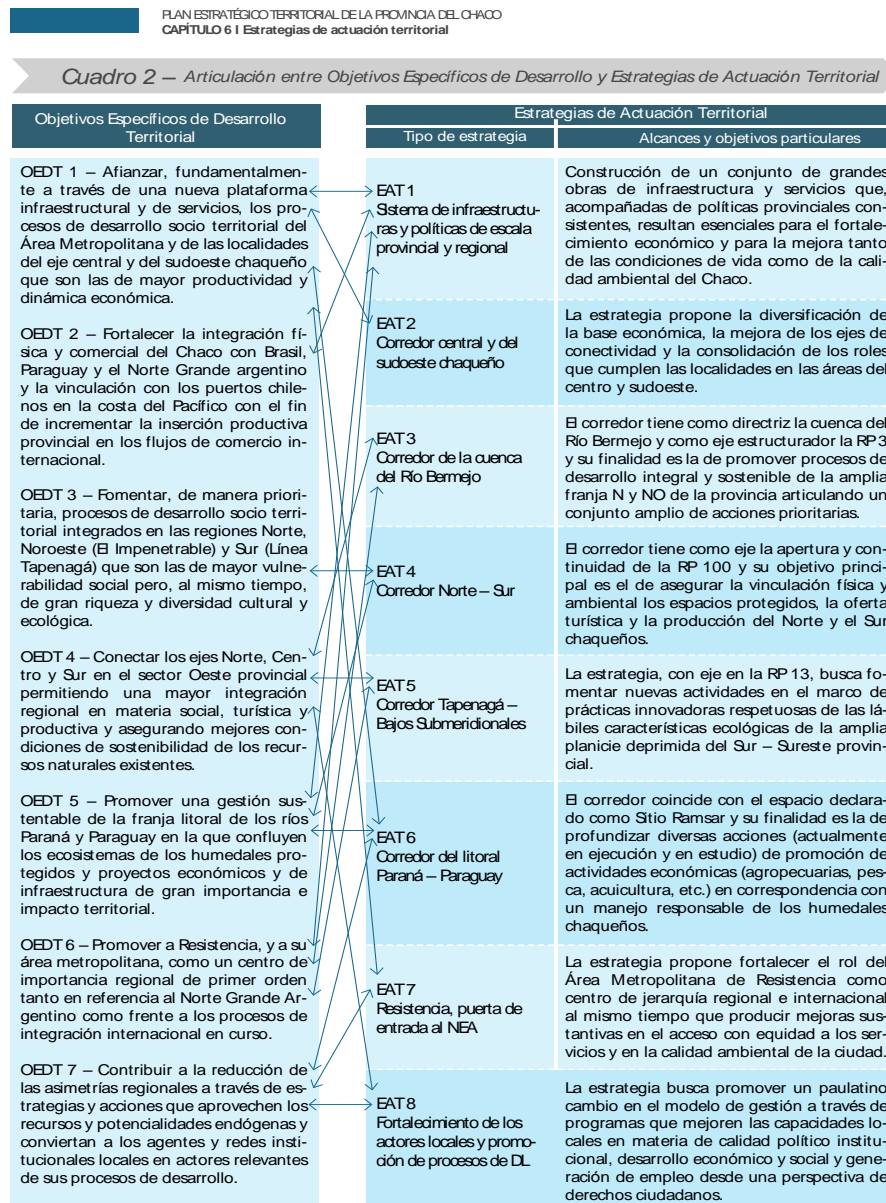 PLAN ESTRATÉGICO TERRITORIAL DE LA PROVINCIA DEL CHACO
CAPÍTULO 6 I Estrategias de actuación territorial
Cuadro 2 – Articulación entre Objetivos Específicos de Desarrollo y Estrategias de Actuación Territorial
Objetivos Específicos de Desarrollo
Territorial
OEDT 1 – Afianzar, fundamentalmen-
te a través de una nueva plataforma
infraestructural y de servicios, los pro-
cesos de desarrollo socio territorial del
Área Metropolitana y de las localidades
del eje central y del sudoeste chaqueño
que son las de mayor productividad y
dinámica económica.
OEDT 2 – Fortalecer la integración fí-
sica y comercial del Chaco con Brasil,
Paraguay y el Norte Grande argentino
y la vinculación con los puertos chile-
nos en la costa del Pacífico con el fin
de incrementar la inserción productiva
provincial en los flujos de comercio in-
ternacional.
OEDT 3 – Fomentar, de manera priori-
taria, procesos de desarrollo socio terri-
torial integrados en las regiones Norte,
Noroeste (El Impenetrable) y Sur (Línea
Tapenagá) que son las de mayor vulne-
rabilidad social pero, al mismo tiempo,
de gran riqueza y diversidad cultural y
ecológica.
OEDT 4 – Conectar los ejes Norte, Cen-
tro y Sur en el sector Oeste provincial
permitiendo una mayor integración
regional en materia social, turística y
productiva y asegurando mejores con-
diciones de sostenibilidad de los recur-
sos naturales existentes.
OEDT 5 – Promover una gestión sus-
tentable de la franja litoral de los ríos
Paraná y Paraguay en la que confluyen
los ecosistemas de los humedales pro-
tegidos y proyectos económicos y de
infraestructura de gran importancia e
impacto territorial.
OEDT 6 – Promover a Resistencia, y a su
área metropolitana, como un centro de
importancia regional de primer orden
tanto en referencia al Norte Grande Ar-
gentino como frente a los procesos de
integración internacional en curso.
OEDT 7 – Contribuir a la reducción de
las asimetrías regionales a través de es-
trategias y acciones que aprovechen los
recursos y potencialidades endógenas y
conviertan a los agentes y redes insti-
tucionales locales en actores relevantes
de sus procesos de desarrollo.
Estrategias de Actuación Territorial
Tipo de estrategia
Alcances y objetivos particulares
EAT 1
Sistema de infraestructu-
ras y políticas de escala
provincial y regional
Construcción de un conjunto de grandes
obras de infraestructura y servicios que,
acompañadas de políticas provinciales con-
sistentes, resultan esenciales para el fortale-
cimiento económico y para la mejora tanto
de las condiciones de vida como de la cali-
dad ambiental del Chaco.
EAT 2
Corredor central y del
sudoeste chaqueño
La estrategia propone la diversificación de
la base económica, la mejora de los ejes de
conectividad y la consolidación de los roles
que cumplen las localidades en las áreas del
centro y sudoeste.
EAT 3
Corredor de la cuenca
del Río Bermejo
El corredor tiene como directriz la cuenca del
Río Bermejo y como eje estructurador la RP 3
y su finalidad es la de promover procesos de
desarrollo integral y sostenible de la amplia
franja N y NO de la provincia articulando un
conjunto amplio de acciones prioritarias.
EAT 4
Corredor Norte – Sur
El corredor tiene como eje la apertura y con-
tinuidad de la RP 100 y su objetivo princi-
pal es el de asegurar la vinculación física y
ambiental los espacios protegidos, la oferta
turística y la producción del Norte y el Sur
chaqueños.
EAT 5
Corredor Tapenagá –
Bajos Submeridionales
La estrategia, con eje en la RP 13, busca fo-
mentar nuevas actividades en el marco de
prácticas innovadoras respetuosas de las lá-
biles características ecológicas de la amplia
planicie deprimida del Sur – Sureste provin-
cial.
EAT 6
Corredor del litoral
Paraná – Paraguay
El corredor coincide con el espacio declara-
do como Sitio Ramsar y su finalidad es la de
profundizar diversas acciones (actualmente
en ejecución y en estudio) de promoción de
actividades económicas (agropecuarias, pes-
ca, acuicultura, etc.) en correspondencia con
un manejo responsable de los humedales
chaqueños.
EAT 7
Resistencia, puerta de
entrada al NEA
La estrategia propone fortalecer el rol del
Área Metropolitana de Resistencia como
centro de jerarquía regional e internacional
al mismo tiempo que producir mejoras sus-
tantivas en el acceso con equidad a los ser-
vicios y en la calidad ambiental de la ciudad.
EAT 8
Fortalecimiento de los
actores locales y promo-
ción de procesos de DL
La estrategia busca promover un paulatino
cambio en el modelo de gestión a través de
programas que mejoren las capacidades lo-
cales en materia de calidad político institu-
cional, desarrollo económico y social y gene-
ración de empleo desde una perspectiva de
derechos ciudadanos.